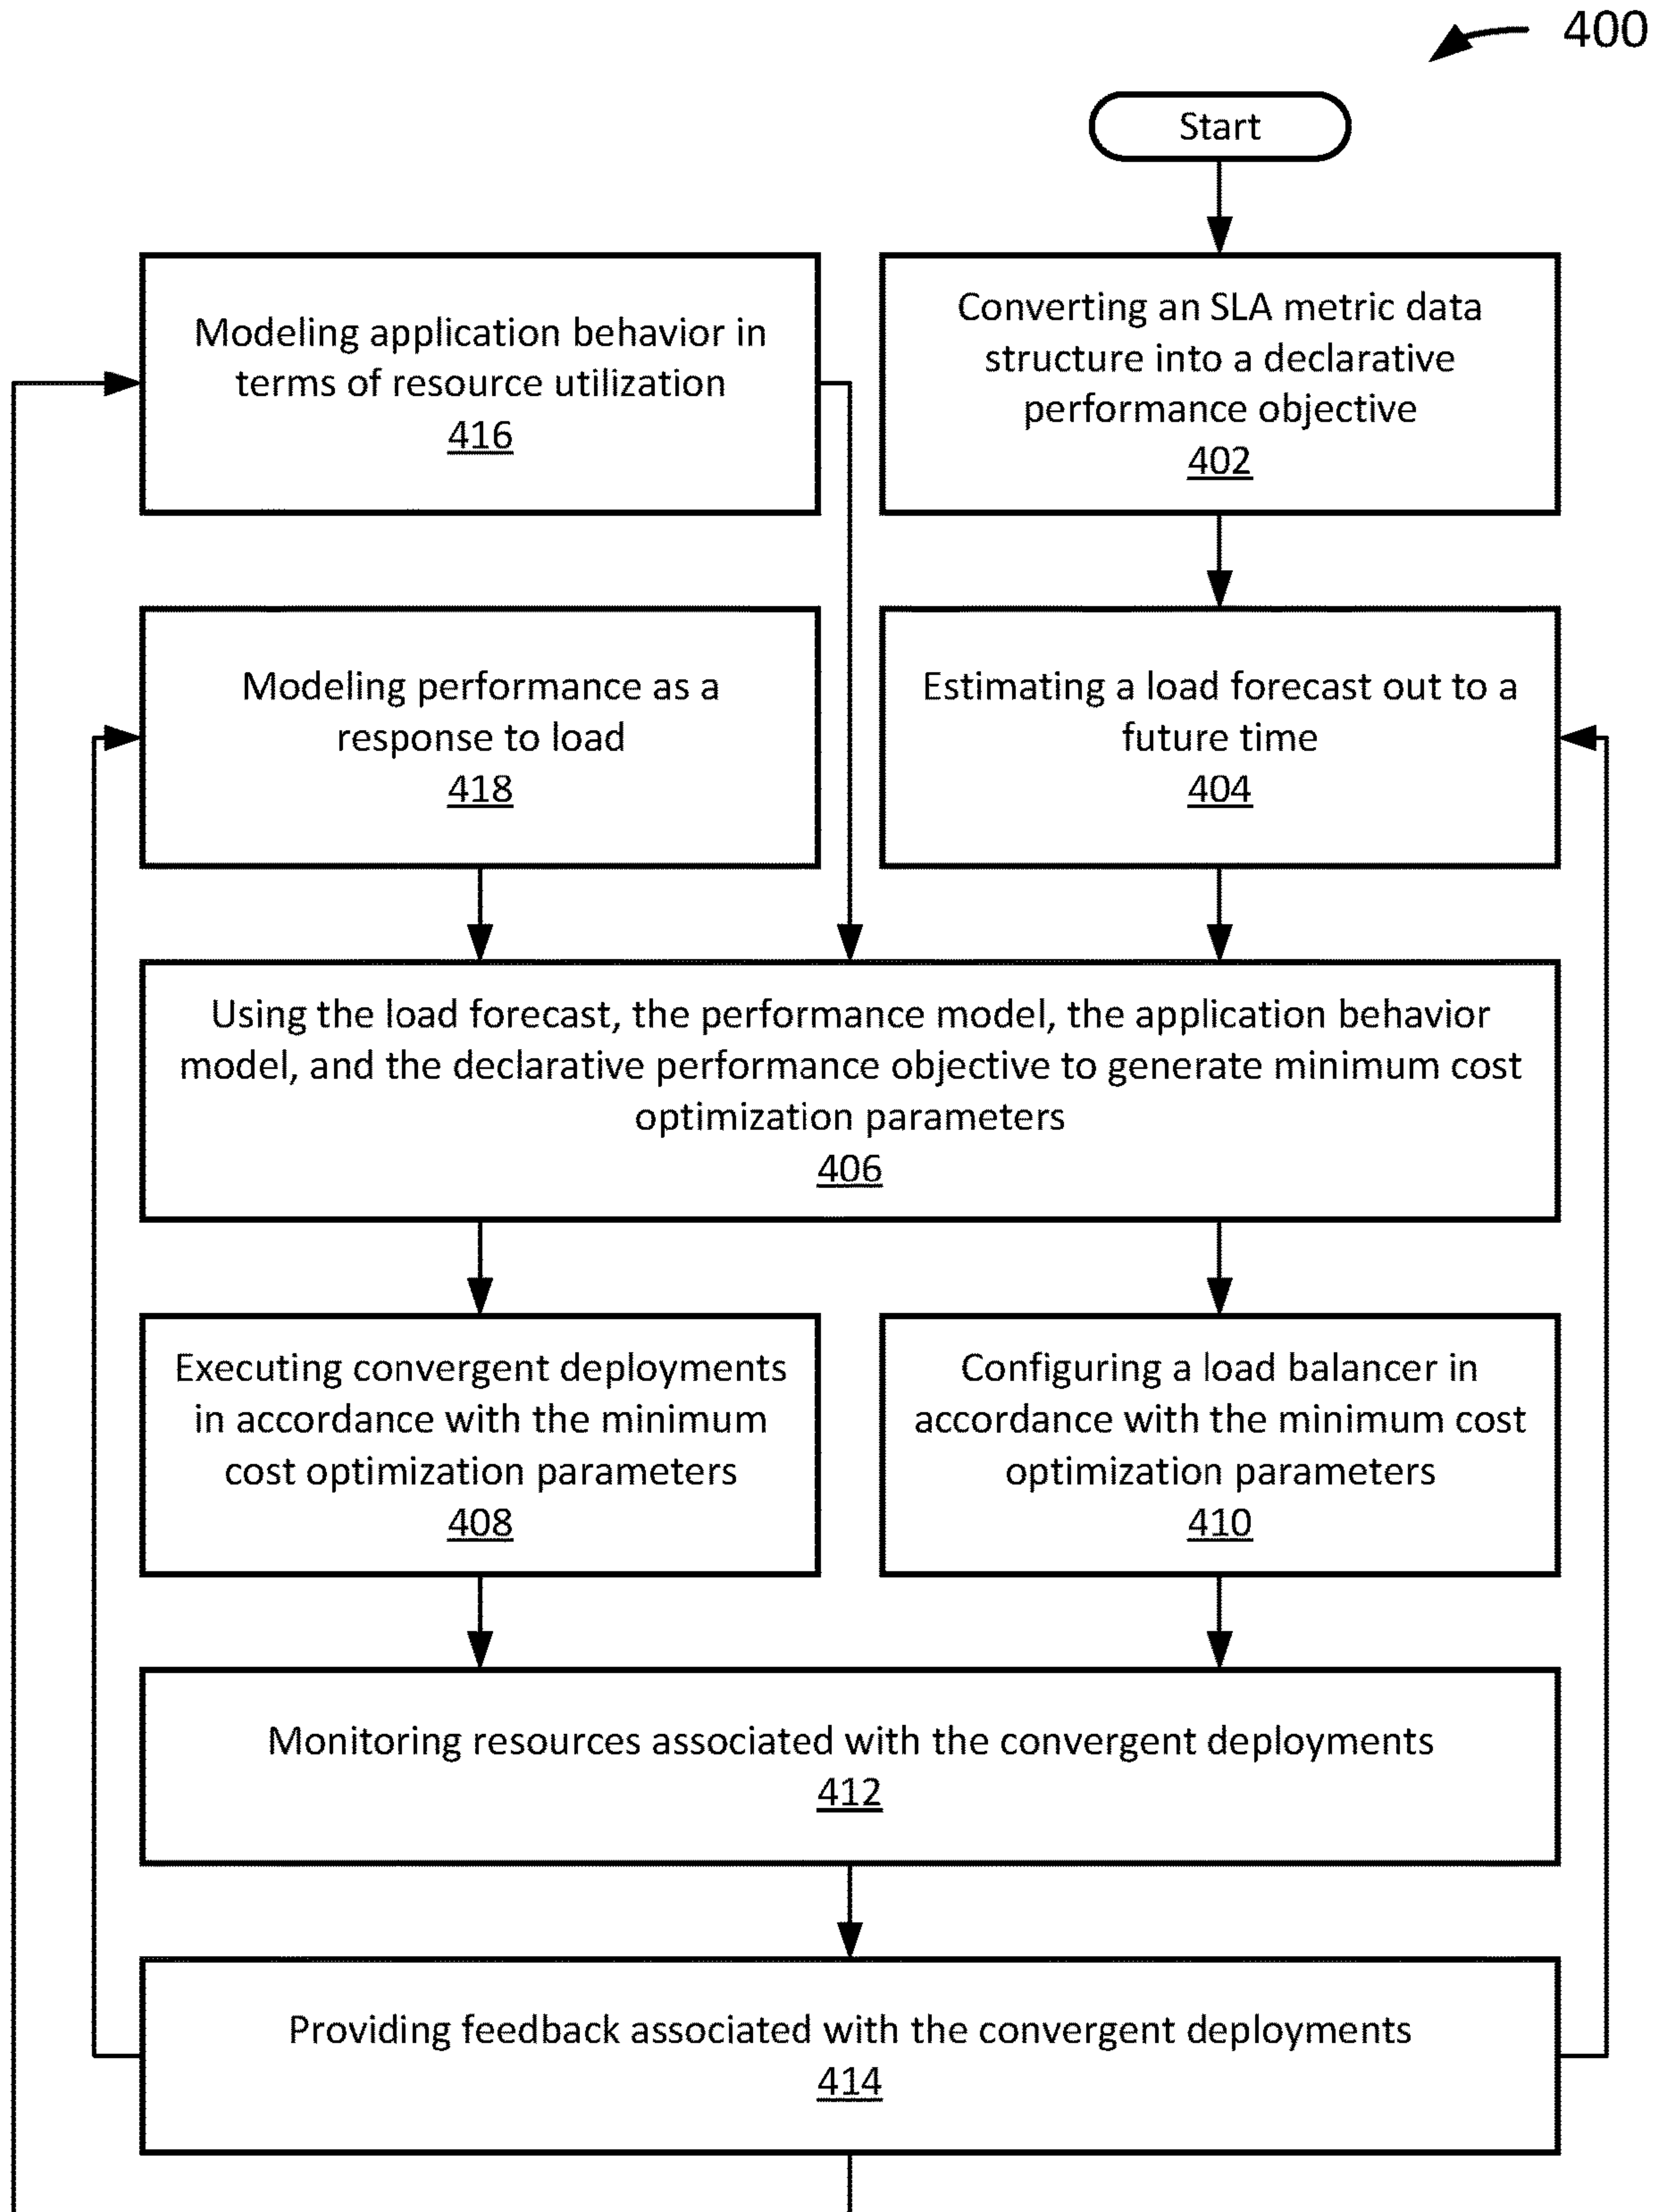 400
Start
Modeling application behavior in
terms of resource utilization
416
Converting an SLA metric data
structure into a declarative
performance objective
402
Modeling performance as a
response to load
418
Estimating a load forecast out to a
future time
404
Using the load forecast, the performance model, the application behavior
model, and the declarative performance objective to generate minimum cost
optimization parameters
406
Executing convergent deployments
in accordance with the minimum
cost optimization parameters
408
Configuring a load balancer in
accordance with the minimum cost
optimization parameters
410
Monitoring resources associated with the convergent deployments
412
Providing feedback associated with the convergent deployments
414